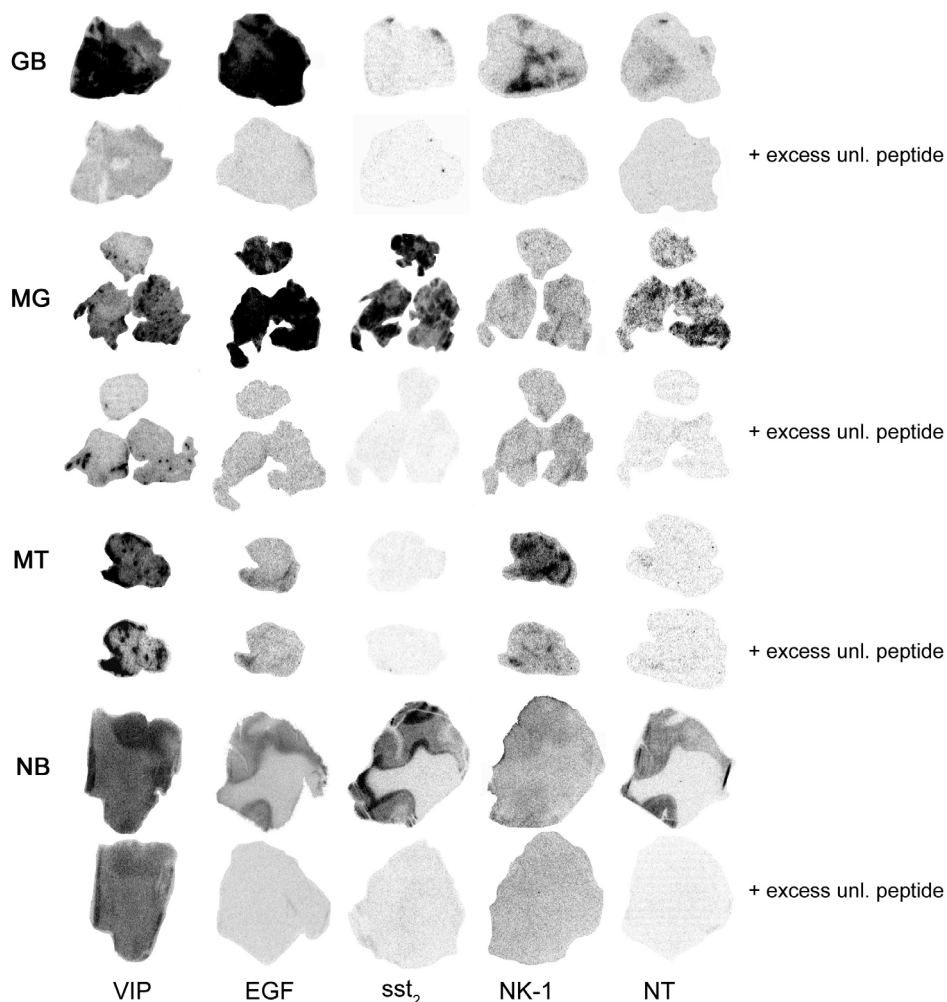 GB
+ excess unl. peptide
MG
+ excess unl. peptide
MT
+ excess unl. peptide
NB
+ excess unl. peptide
VIP EGF sst₂ NK-1 NT